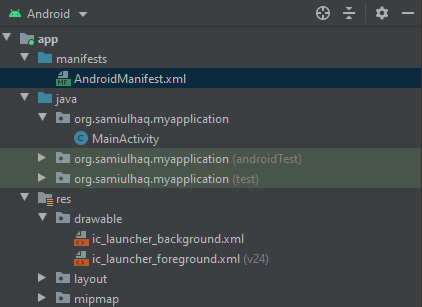 Android
app
manifests
AndroidManifest.xml
java
org.samiulhaq.myapplication
MainActivity
org.samiulhaq.myapplication (androidTest)
org.samiulhaq.myapplication (test)
res
drawable
ic_launcher_background.xml
ic_launcher_foreground.xml (v24)
layout
mipmap